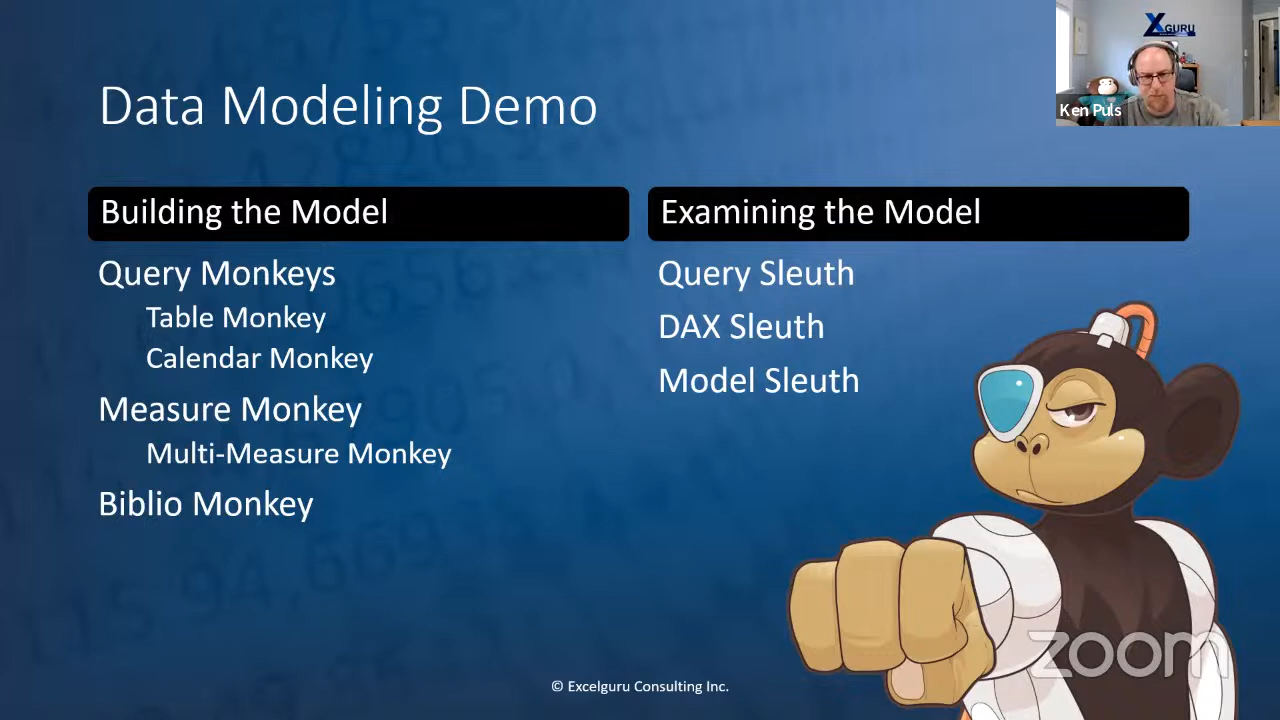 Data Modeling Demo
Building the Model
Query Monkeys
Table Monkey
Calendar Monkey
Measure Monkey
Multi-Measure Monkey
Biblio Monkey
Examining the Model
Query Sleuth
DAX Sleuth
Model Sleuth
© Excelguru Consulting Inc.
XGURU
Ken Puls
zoom